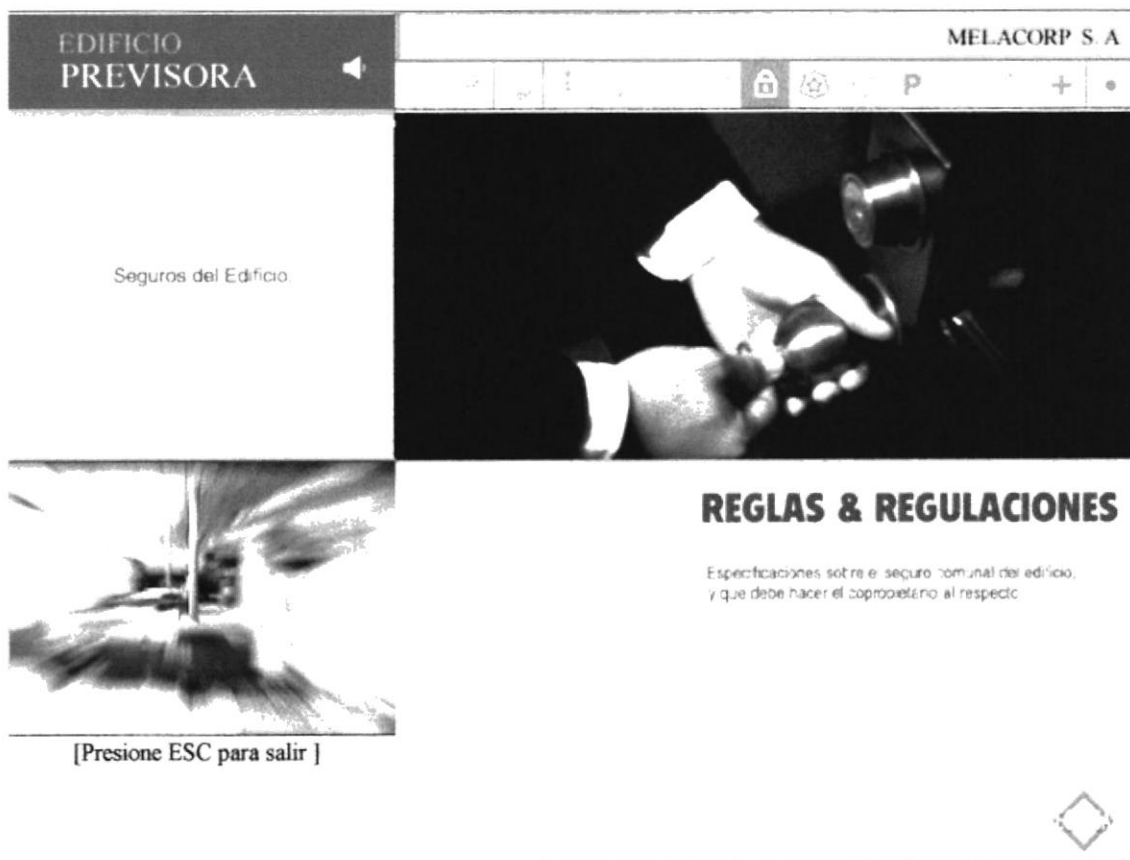 EDIFICIO
PREVISORA
MELACORP S. A
P
Seguros del Edificio.
REGLAS & REGULACIONES
Especificaciones sobre el seguro comunal del edificio,
y que debe hacer el copropietario al respecto
[Presione ESC para salir ]